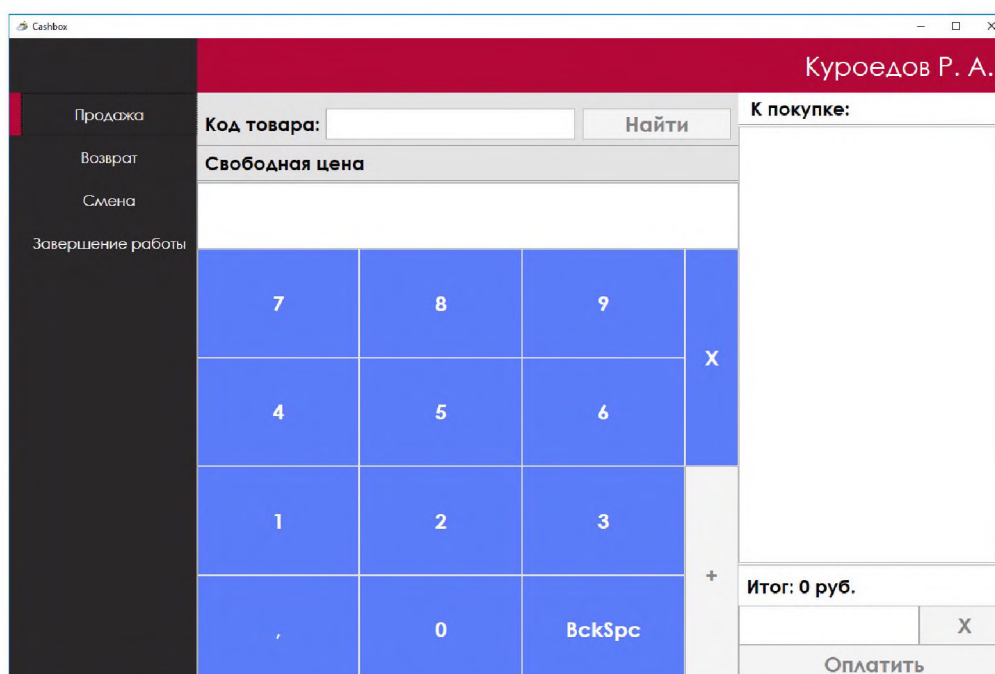 Cashbox
Куроедов Р. А.
Продажа
Возврат
Смена
Завершение работы
Код товара:
Найти
Свободная цена
7 8 9
X
4 5 6
1 2 3
+
, 0 BckSpc
К покупке:
Итог: 0 руб.
X
Оплатить